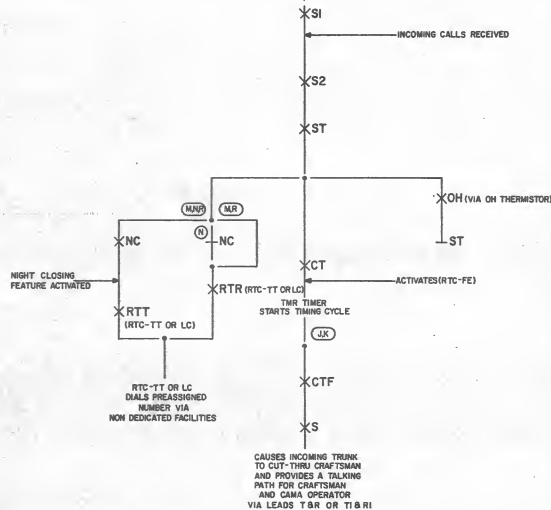 S1
INCOMING CALLS RECEIVED
S2
ST
OH (VIA OH THERMISTOR)
ST
M,N,R
M,R
N
NC
NC
NIGHT CLOSING
FEATURE ACTIVATED
CT
ACTIVATES (RTC-FE)
RTR (RTC-TT OR LC)
TMR TIMER
STARTS TIMING CYCLE
RTT
(RTC-TT OR LC)
J,K
RTC-TT OR LC
DIALS PREASSIGNED
NUMBER VIA
NON DEDICATED FACILITIES
CTF
S
CAUSES INCOMING TRUNK
TO CUT-THRU CRAFTSMAN
AND PROVIDES A TALKING
PATH FOR CRAFTSMAN
AND CAMA OPERATOR
VIA LEADS T&R OR T1&R1